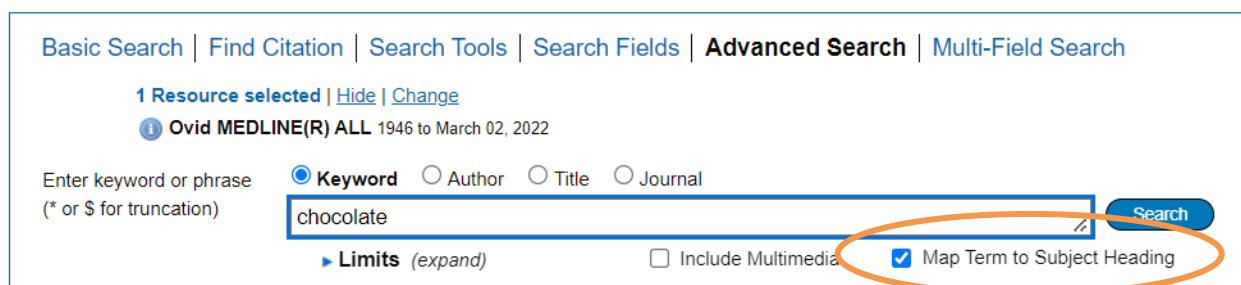 Basic Search | Find Citation | Search Tools | Search Fields | Advanced Search | Multi-Field Search
1 Resource selected | Hide | Change
Ovid MEDLINE(R) ALL 1946 to March 02, 2022
Enter keyword or phrase
(* or $ for truncation)
Keyword Author Title Journal
chocolate
Search
Limits (expand) Include Multimedia Map Term to Subject Heading